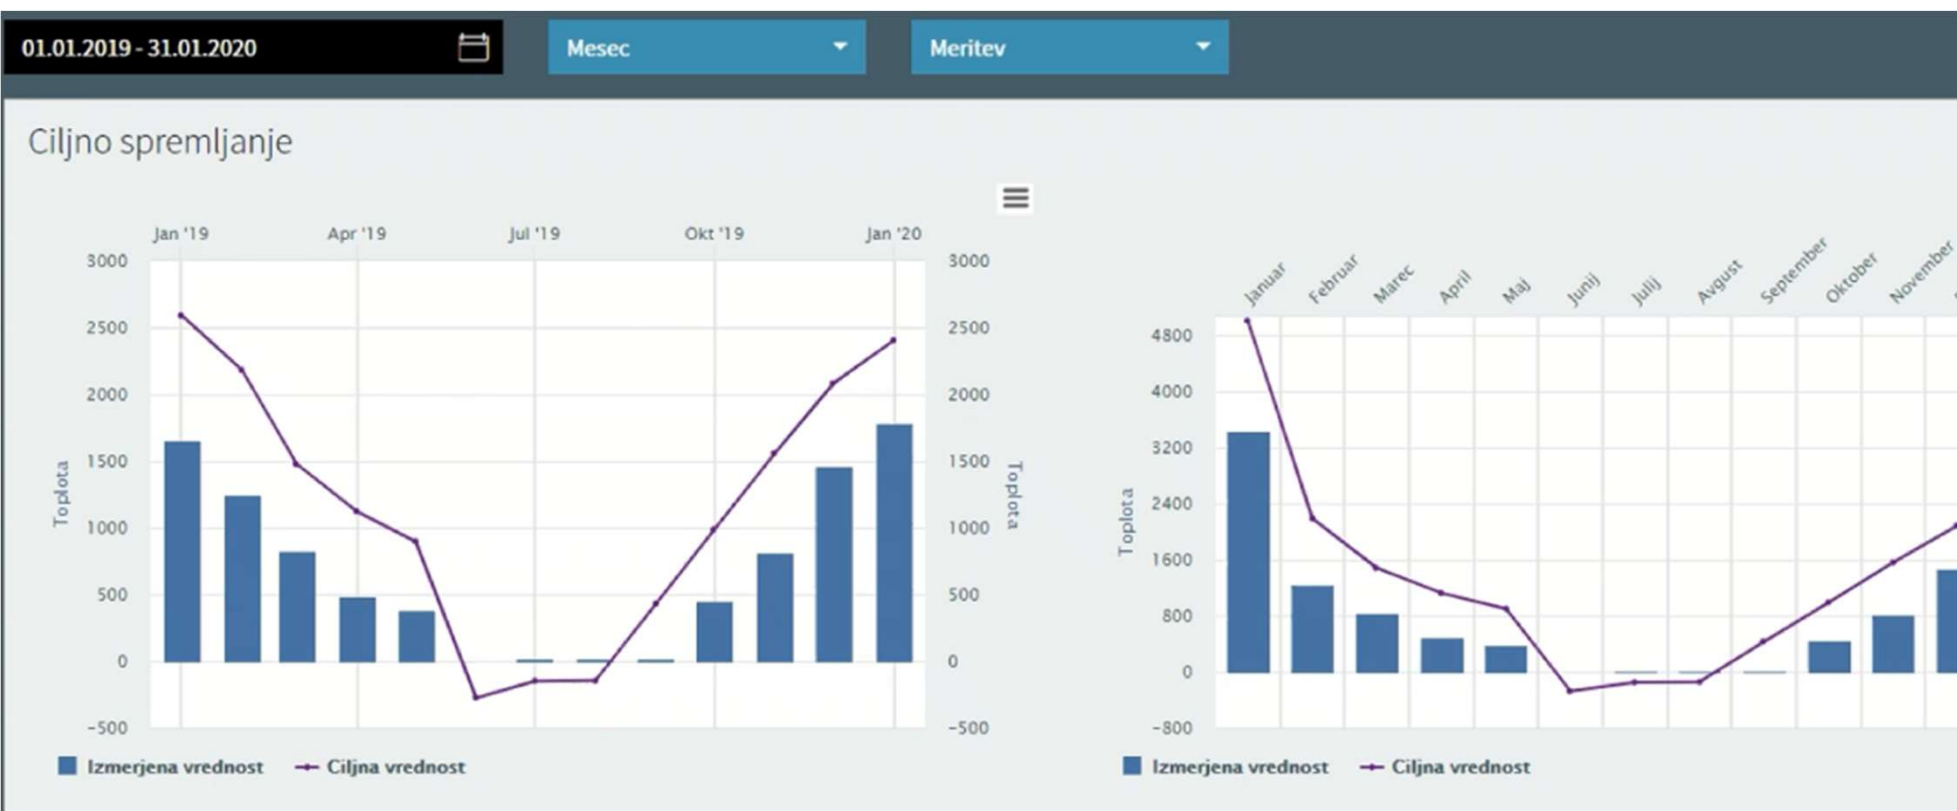 01.01.2019 - 31.01.2020
Mesec
Meritev
Ciljno spremljanje
Jan '19
Apr '19
Jul '19
Okt '19
Jan '20
3000
2500
2000
1500
1000
500
0
-500
Toplota
3000
2500
2000
1500
1000
500
0
-500
Toplota
Izmerjena vrednost
Ciljna vrednost
Januar
Februar
Marec
April
Maj
Junij
Julij
Avgust
September
Oktober
November
4800
4000
3200
2400
1600
800
0
-800
Toplota
Izmerjena vrednost
Ciljna vrednost